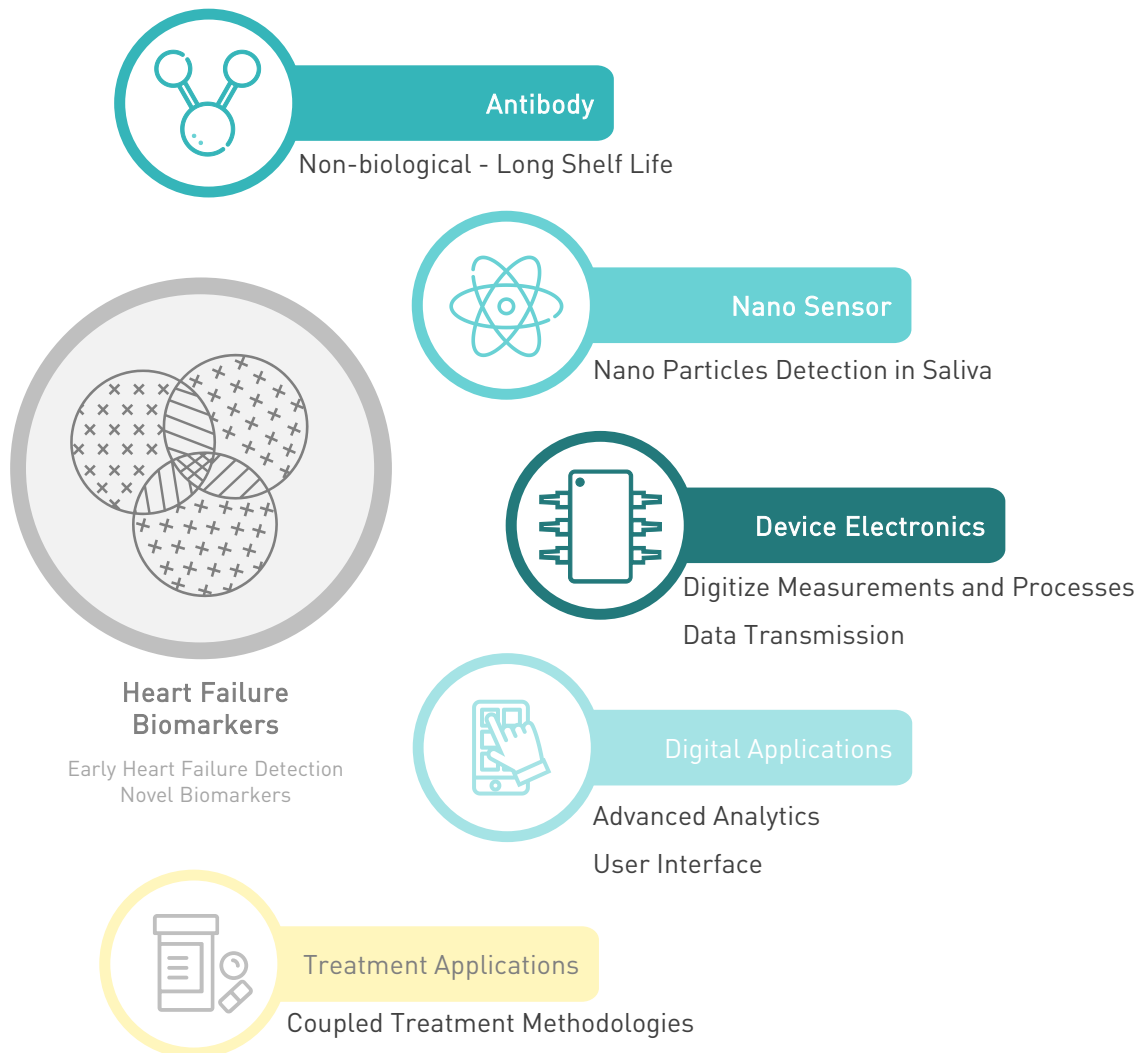 Antibody
Non-biological - Long Shelf Life
Nano Sensor
Nano Particles Detection in Saliva
Device Electronics
Digitize Measurements and Processes
Data Transmission
Heart Failure
Biomarkers
Early Heart Failure Detection
Novel Biomarkers
Digital Applications
Advanced Analytics
User Interface
Treatment Applications
Coupled Treatment Methodologies